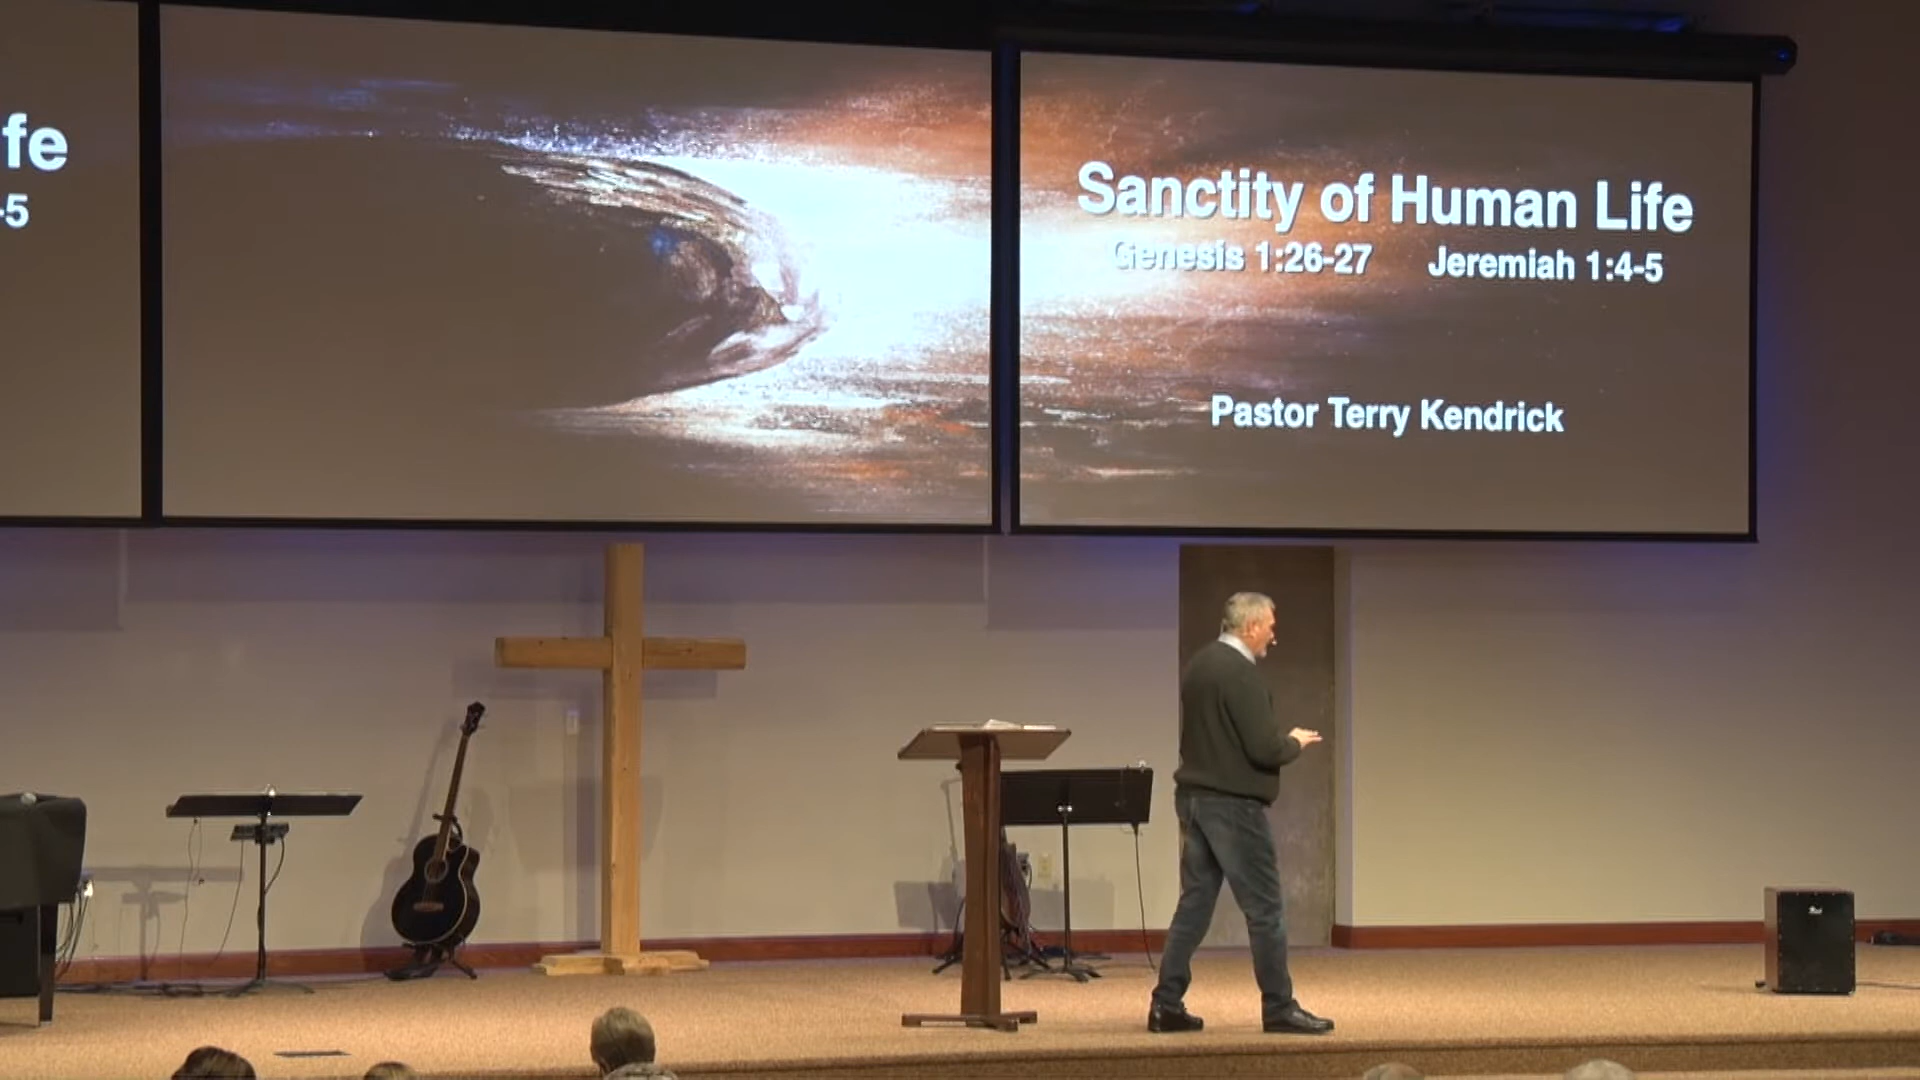 fe
-5
Sanctity of Human Life
Genesis 1:26-27 Jeremiah 1:4-5
Pastor Terry Kendrick